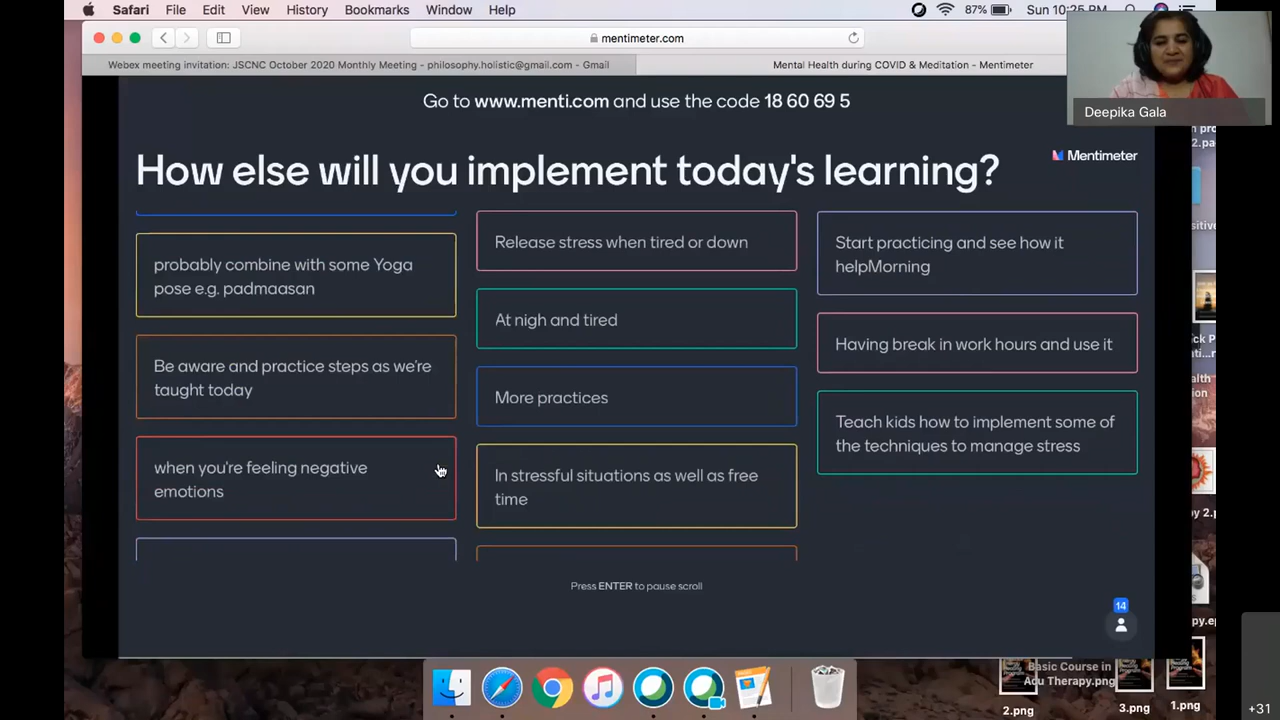 Safari File Edit View History Bookmarks Window Help
87% Sun 10:25 PM
mentimeter.com
Webex meeting invitation: JSCNC October 2020 Monthly Meeting - philosophy.holistic@gmail.com - Gmail
Mental Health during COVID & Meditation - Mentimeter
Deepika Gala
Go to www.menti.com and use the code 18 60 69 5
Mentimeter
How else will you implement today's learning?
probably combine with some Yoga
pose e.g. padmaasan
Be aware and practice steps as we're
taught today
when you're feeling negative
emotions
Release stress when tired or down
At nigh and tired
More practices
In stressful situations as well as free
time
Start practicing and see how it
helpMorning
Having break in work hours and use it
Teach kids how to implement some of
the techniques to manage stress
Press ENTER to pause scroll
14
Basic Course in
Acu Therapy.png
2.png
3.png
1.png
+31